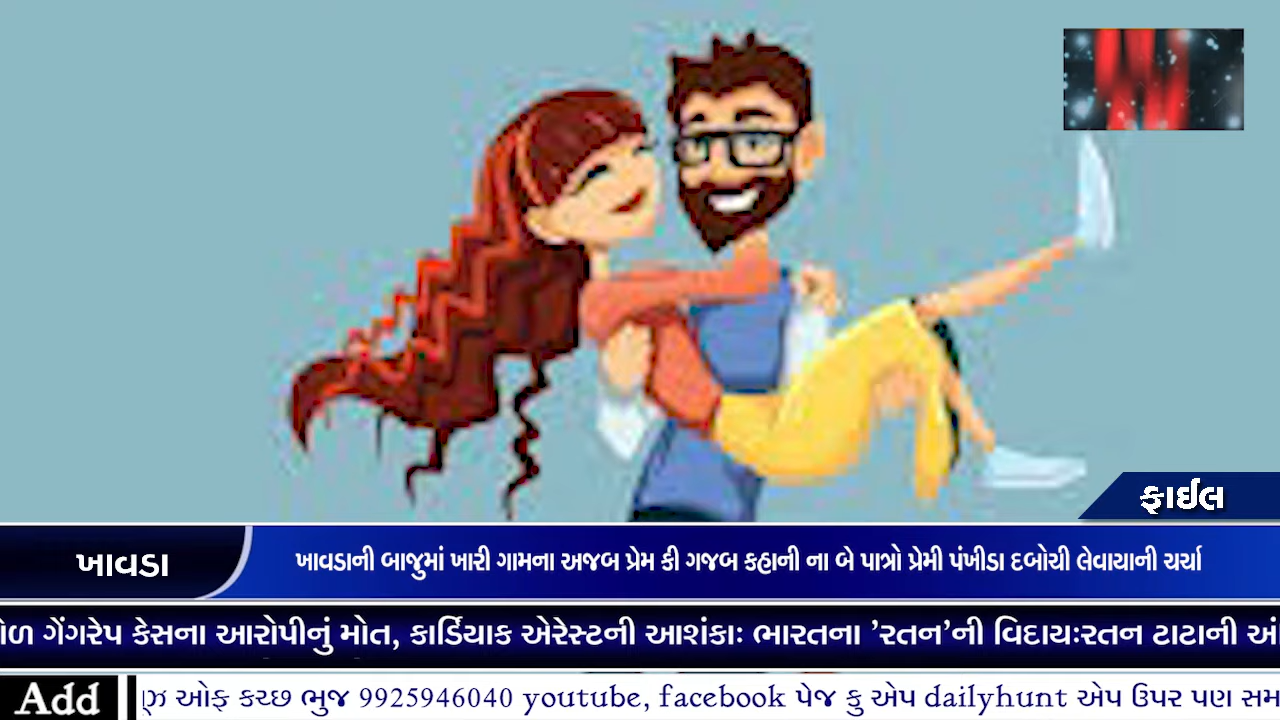 ફાઈલ
ખાવડા
ખાવડાની બાજુમાં ખારી ગામના અજબ પ્રેમ કી ગજબ કહાની ના બે પાત્રો પ્રેમી પંખીડા દબોચી લેવાયાની ચર્ચા
ગેંગરેપ કેસના આરોપીનું મોત, કાર્ડિયાક એરેસ્ટની આશંકાઃ ભારતના ’રતન’ની વિદાયઃરતન ટાટાની
Add
ઓફ કચ્છ ભુજ 9925946040 youtube, facebook પેજ કુ એપ dailyhunt એપ ઉપર પણ